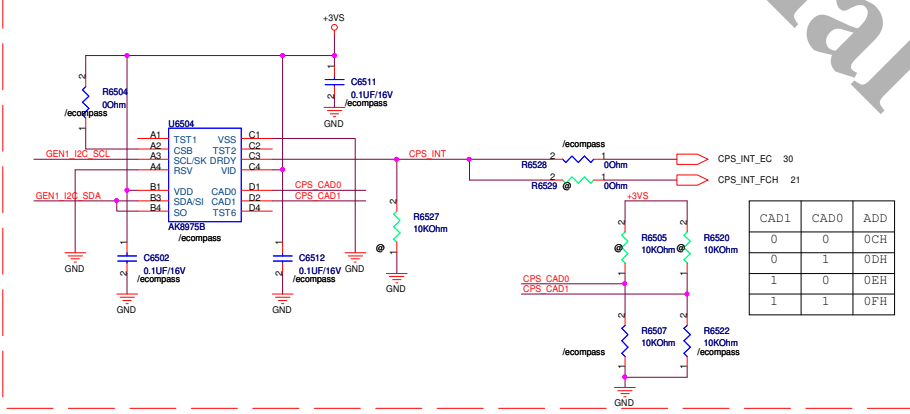 +3VS
R6504
0Ohm
/ecompass
C6511
0.1UF/16V
/ecompass
GND
U6504
A1 TST1 VSS C1
A2 CSB TST2 C2
A3 SCL/SK DRDY C3
A4 RSV VID C4
B1 VDD CAD0 D1
B3 SDA/SI CAD1 D2
B4 SO TST6 D4
AK8975B
/ecompass
GEN1_I2C_SCL
GEN1_I2C_SDA
CPS_CAD0
CPS_CAD1
CPS_INT
/ecompass
2 1
R6528 0Ohm
CPS_INT_EC 30
2 1
R6529 @ 0Ohm
CPS_INT_FCH 21
R6527
10KOhm
@
GND
GND
C6502
0.1UF/16V
/ecompass
GND
C6512
0.1UF/16V
/ecompass
GND
GND
+3VS
@ R6505
10KOhm
@ R6520
10KOhm
CPS_CAD0
CPS_CAD1
R6507
10KOhm
/ecompass
R6522
10KOhm
/ecompass
GND
CAD1 CAD0 ADD
0 0 0CH
0 1 0DH
1 0 0EH
1 1 0FH